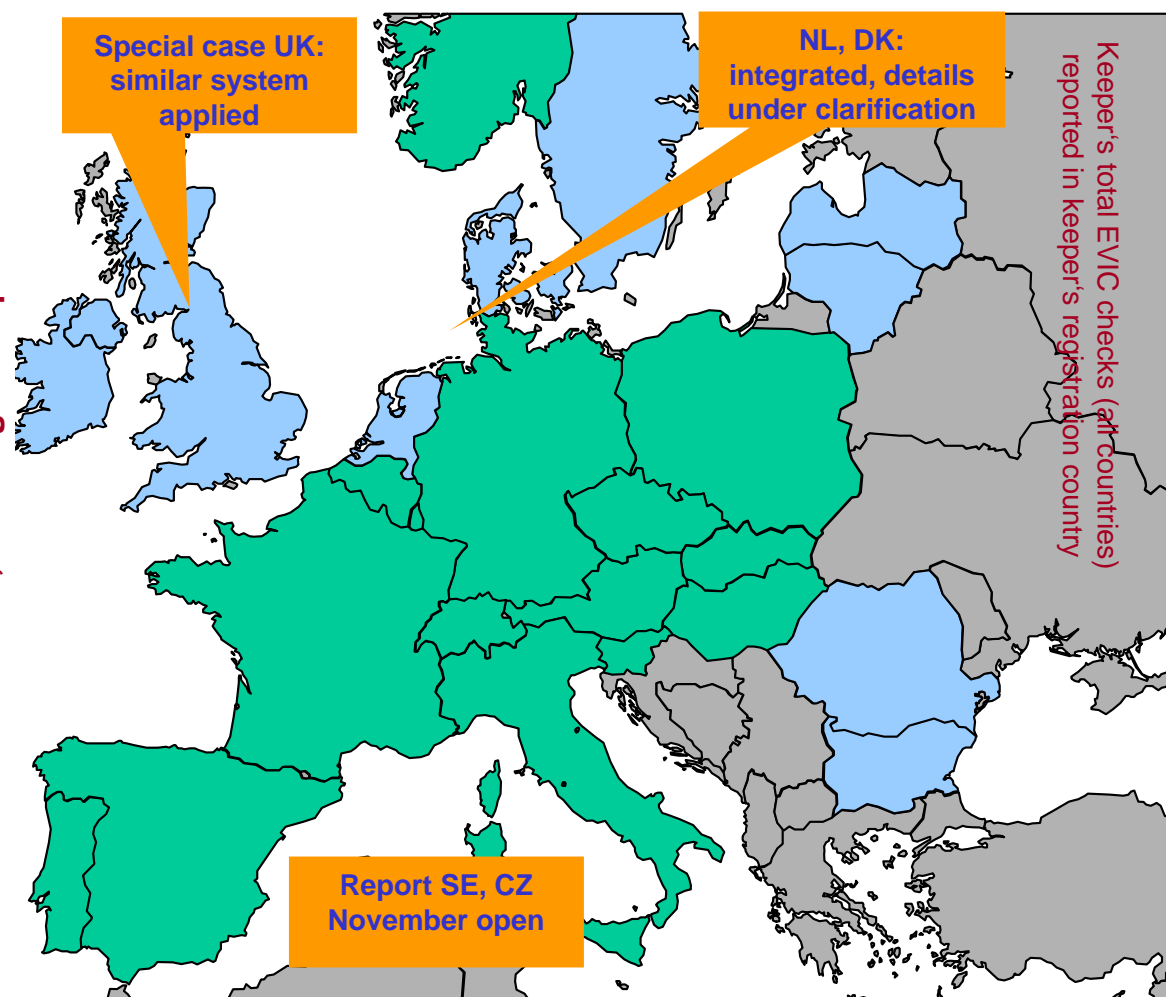 Special case UK:
similar system
applied
NL, DK:
integrated, details
under clarification
Keeper‘s total EVIC checks (all Countries)
reported in keeper‘s registration country
Report SE, CZ
November open